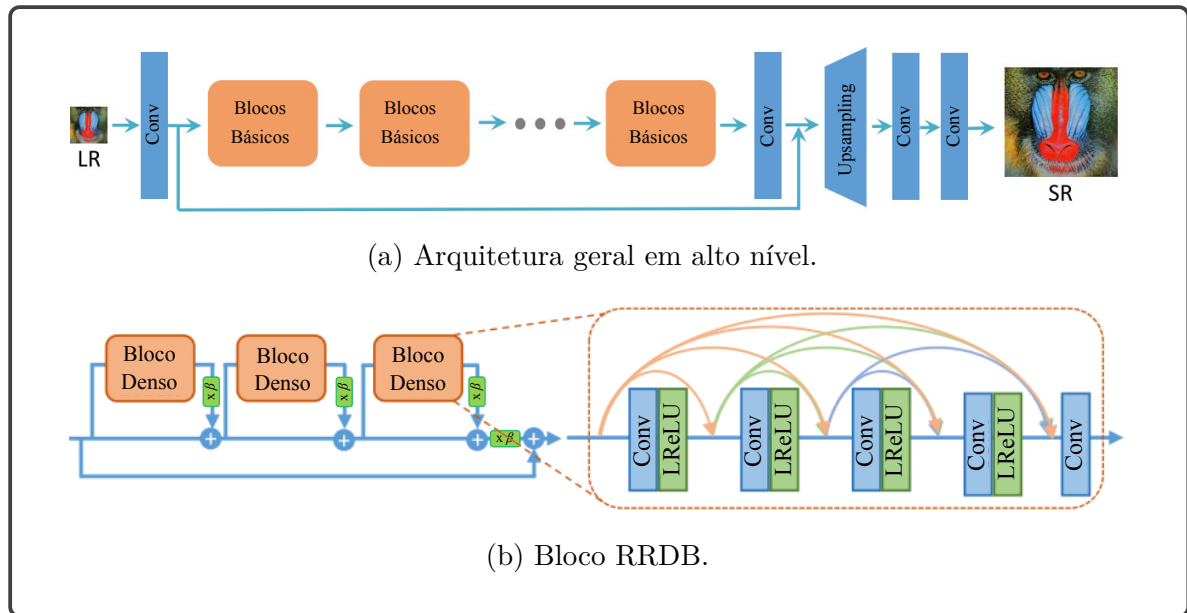 LR
Conv
Blocos
Básicos
Blocos
Básicos
Blocos
Básicos
Conv
Upsampling
Conv
Conv
SR
(a) Arquitetura geral em alto nível.
Bloco
Denso
x β
Bloco
Denso
x β
Bloco
Denso
x β
x β
Conv
LReLU
Conv
LReLU
Conv
LReLU
Conv
LReLU
Conv
(b) Bloco RRDB.